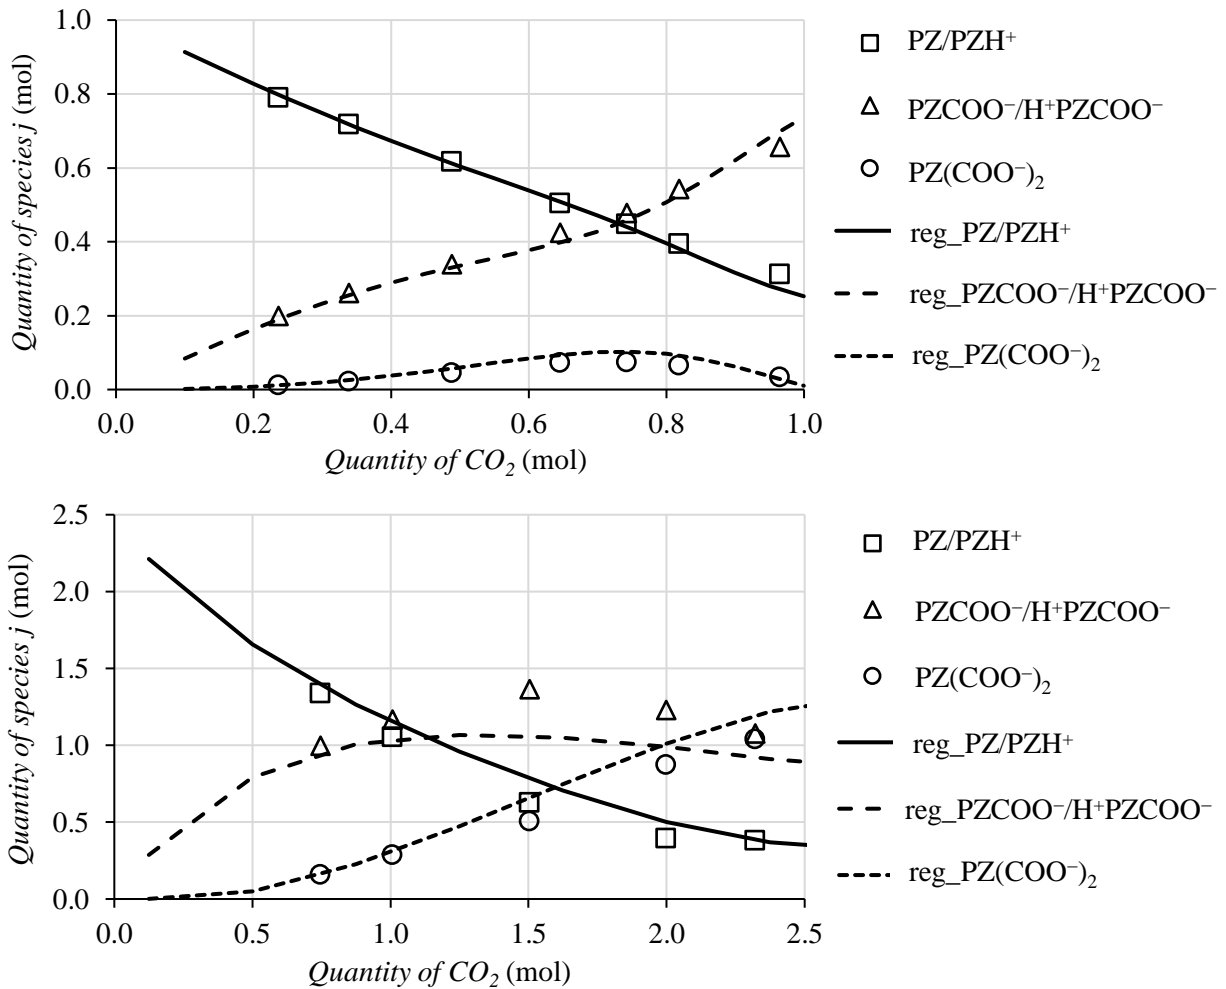 1.0
0.8
0.6
0.4
0.2
0.0
Quantity of species j (mol)
0.0 0.2 0.4 0.6 0.8 1.0
Quantity of CO₂ (mol)
PZ/PZH⁺
PZCOO⁻/H⁺PZCOO⁻
PZ(COO⁻)₂
reg_PZ/PZH⁺
reg_PZCOO⁻/H⁺PZCOO⁻
reg_PZ(COO⁻)₂
2.5
2.0
1.5
1.0
0.5
0.0
Quantity of species j (mol)
0.0 0.5 1.0 1.5 2.0 2.5
Quantity of CO₂ (mol)
PZ/PZH⁺
PZCOO⁻/H⁺PZCOO⁻
PZ(COO⁻)₂
reg_PZ/PZH⁺
reg_PZCOO⁻/H⁺PZCOO⁻
reg_PZ(COO⁻)₂